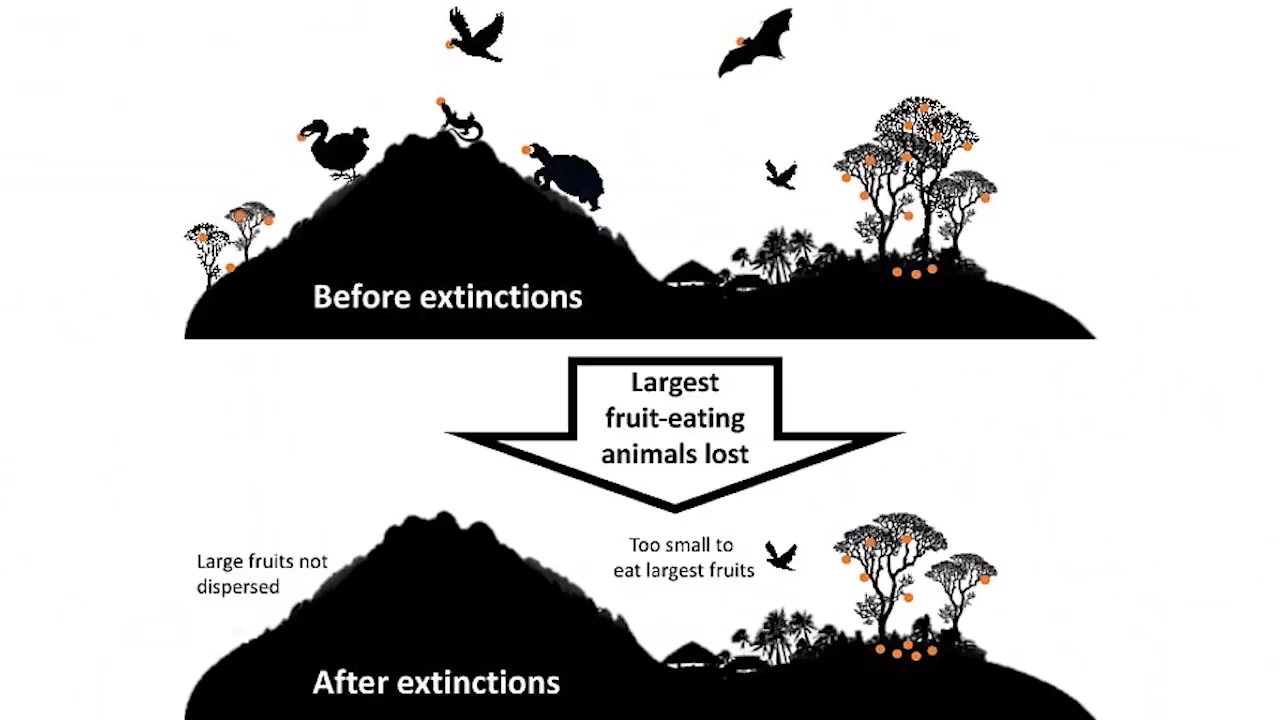 Before extinctions
Largest
fruit-eating
animals lost
Large fruits not
dispersed
Too small to
eat largest fruits
After extinctions